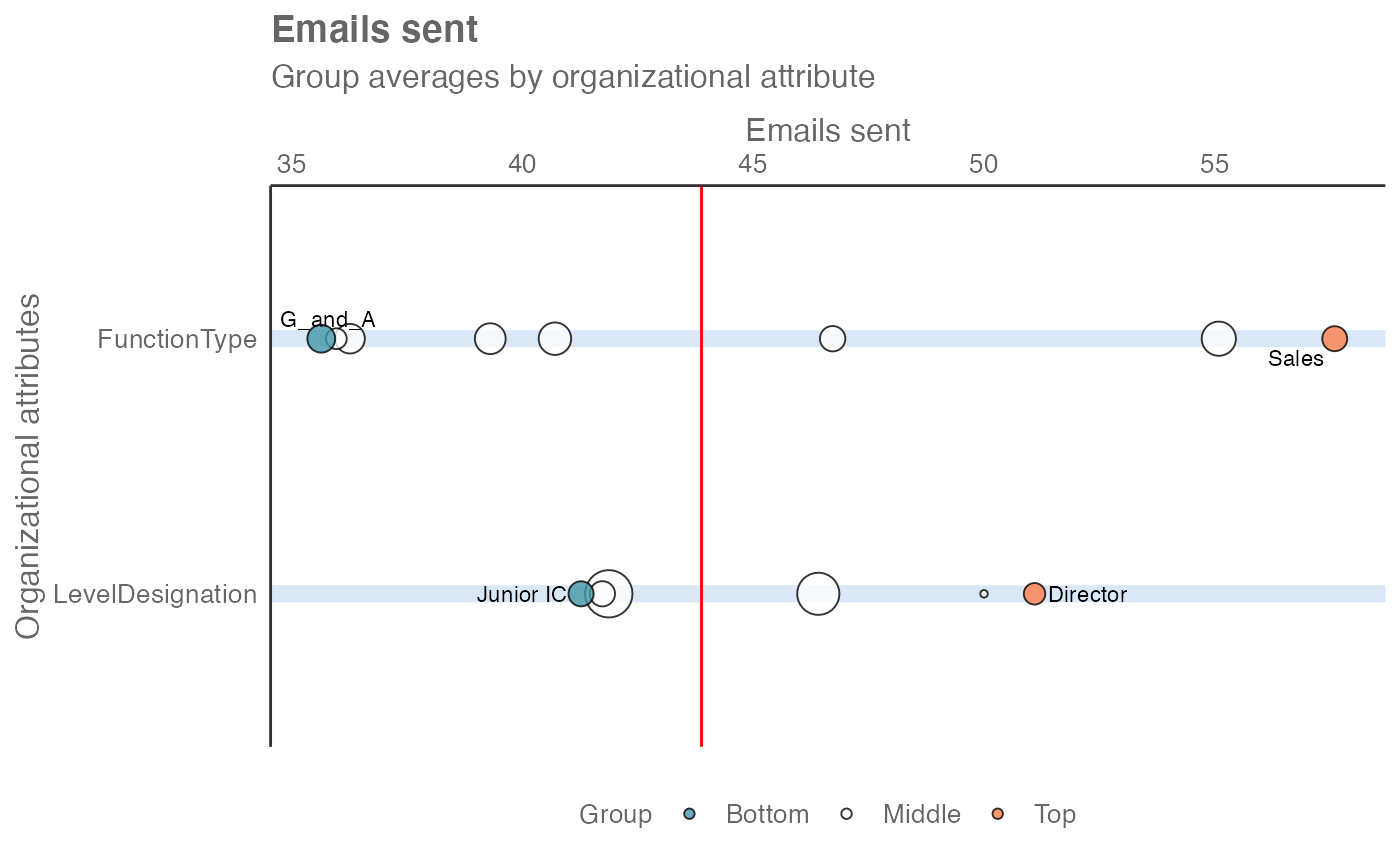 Emails sent
Group averages by organizational attribute
Emails sent
35 40 45 50 55
Organizational attributes
G_and_A
FunctionType
Sales
LevelDesignation
Junior IC
Director
Group Bottom Middle Top